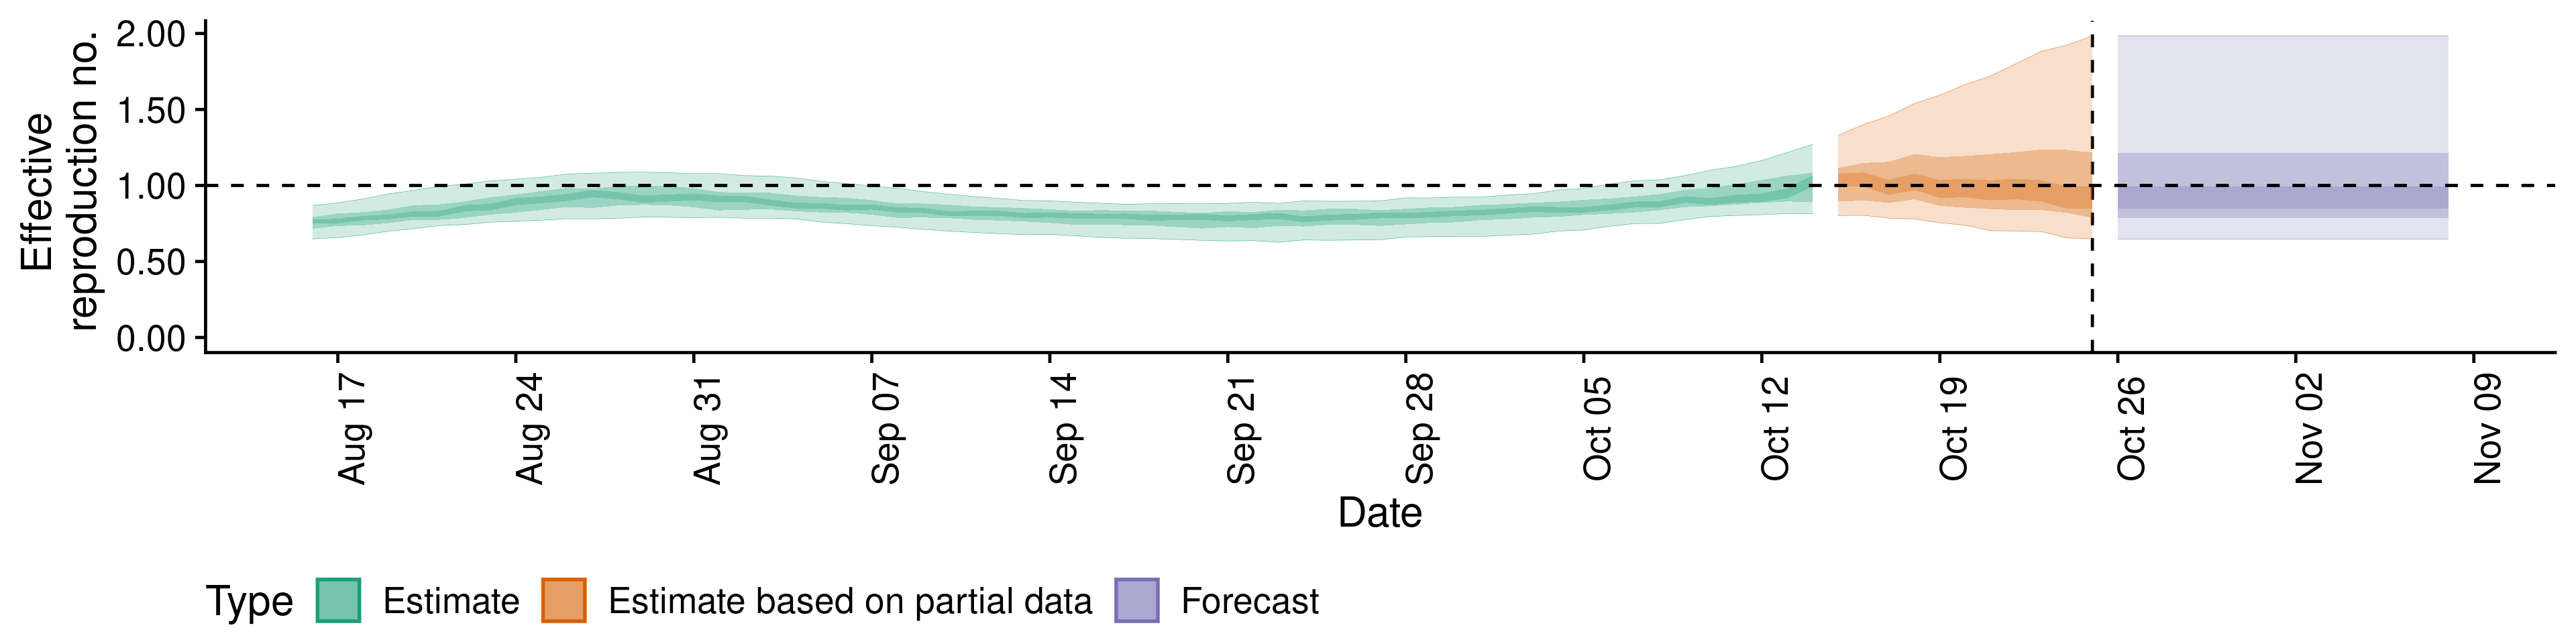 Effective
reproduction no.
2.00
1.50
1.00
0.50
0.00
Aug 17
Aug 24
Aug 31
Sep 07
Sep 14
Sep 21
Sep 28
Oct 05
Oct 12
Oct 19
Oct 26
Nov 02
Nov 09
Date
Type Estimate Estimate based on partial data Forecast